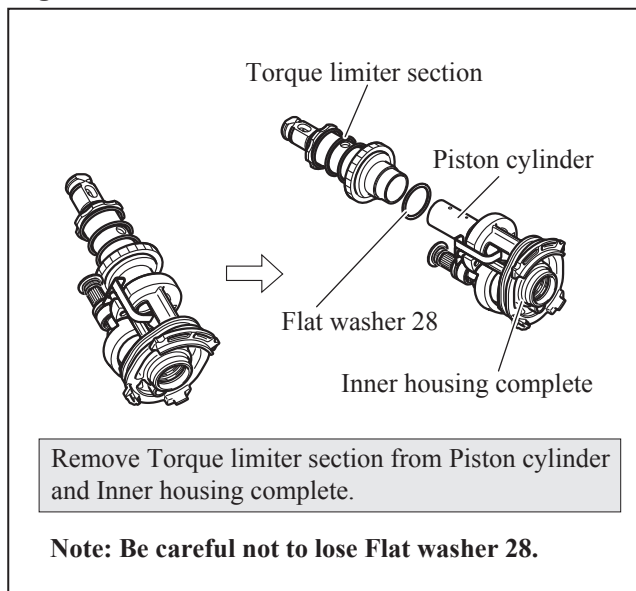 Torque limiter section
Piston cylinder
Flat washer 28
Inner housing complete
Remove Torque limiter section from Piston cylinder
and Inner housing complete.
Note: Be careful not to lose Flat washer 28.